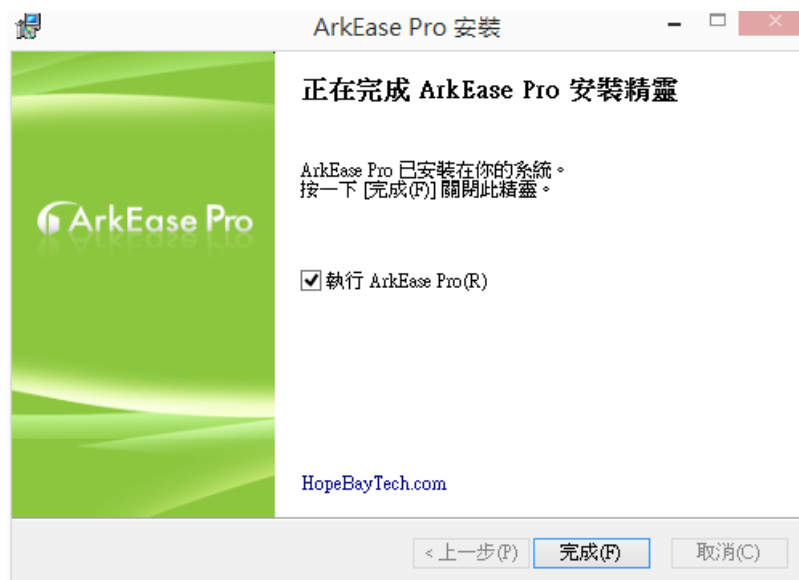 ArkEase Pro 安裝
正在完成 ArkEase Pro 安裝精靈
ArkEase Pro 已安裝在你的系統。
按一下 [完成(F)] 關閉此精靈。
ArkEase Pro
執行 ArkEase Pro(R)
HopeBayTech.com
<上一步(P)
完成(F)
取消(C)